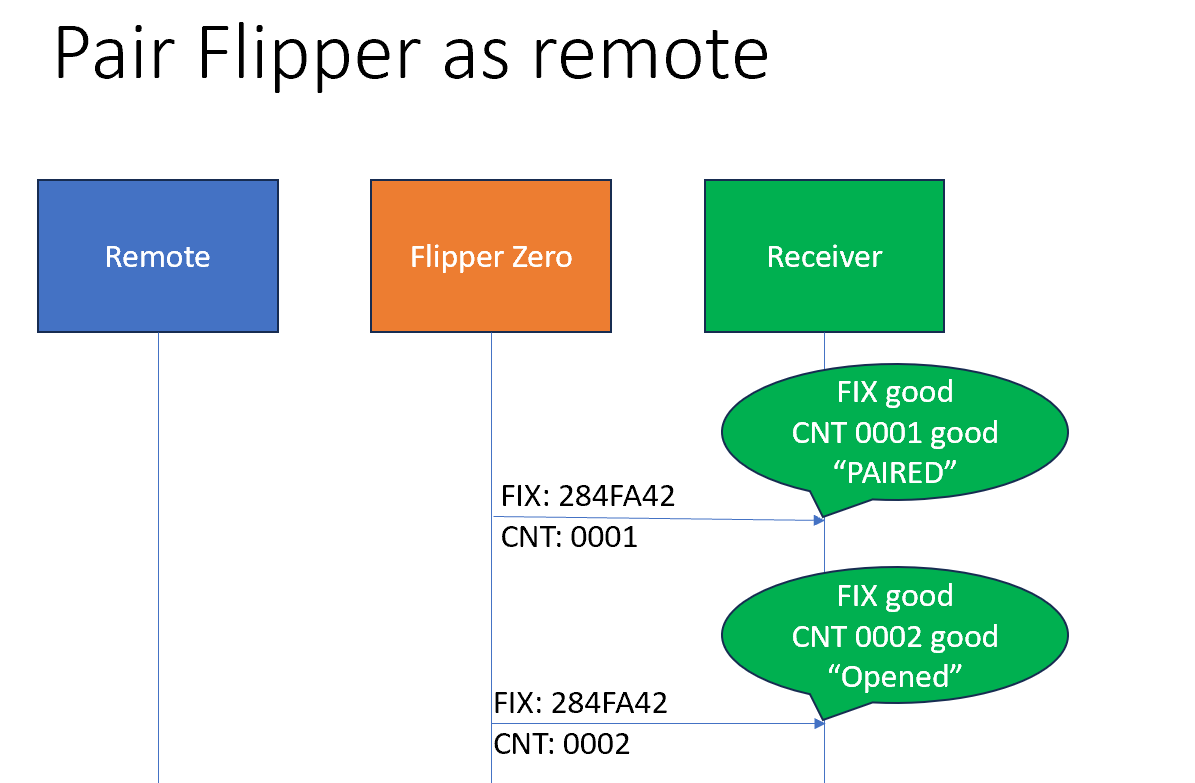 Pair Flipper as remote
Remote
Flipper Zero
Receiver
FIX good
CNT 0001 good
“PAIRED”
FIX: 284FA42
CNT: 0001
FIX good
CNT 0002 good
“Opened”
FIX: 284FA42
CNT: 0002